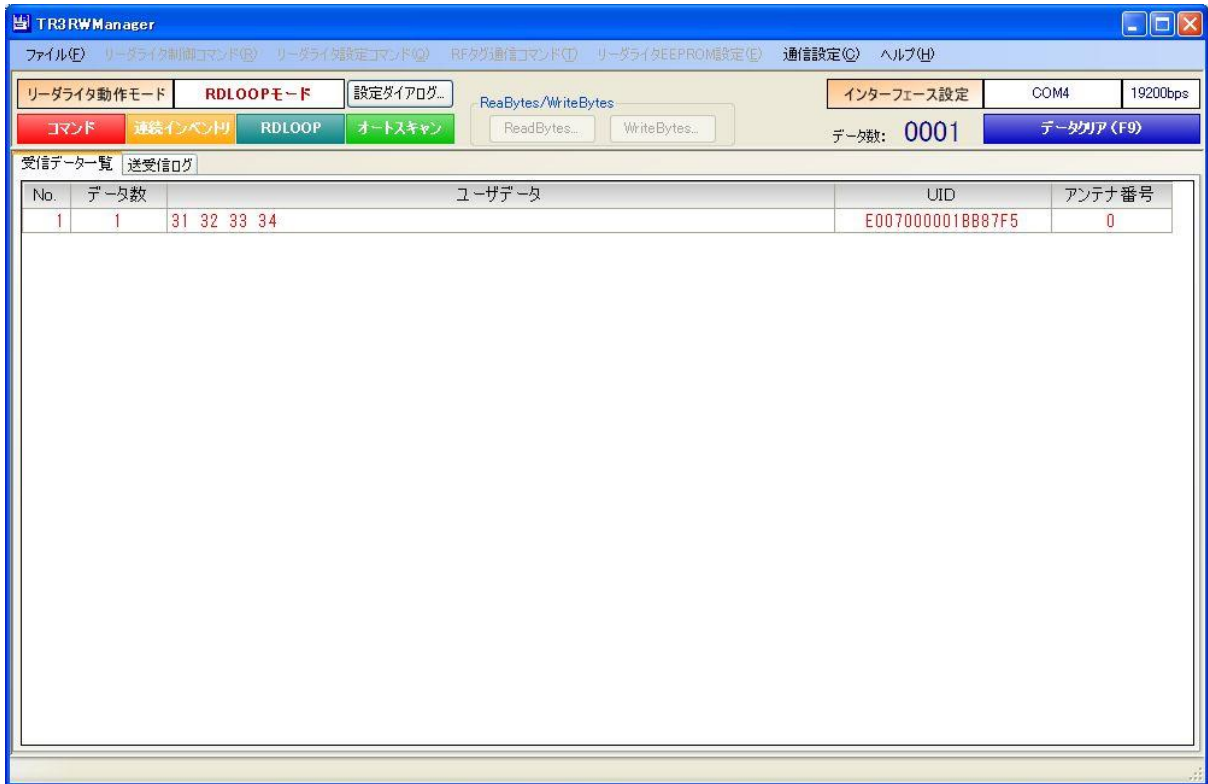 TR3RWManager
ファイル(F) リーダライタ制御コマンド(R) リーダライタ設定コマンド(Q) RFタグ通信コマンド(T) リーダライタEEPROM設定(E) 通信設定(C) ヘルプ(H)
リーダライタ動作モード RDLOOPモード 設定ダイアログ... ReaBytes/WriteBytes インターフェース設定 COM4 19200bps
コマンド 連続インベントリ RDLOOP オートスキャン ReadBytes... WriteBytes... データ数: 0001 データクリア(F9)
受信データ一覧 送受信ログ
No. データ数 ユーザデータ UID アンテナ番号
1 1 31 32 33 34 E007000001BB87F5 0